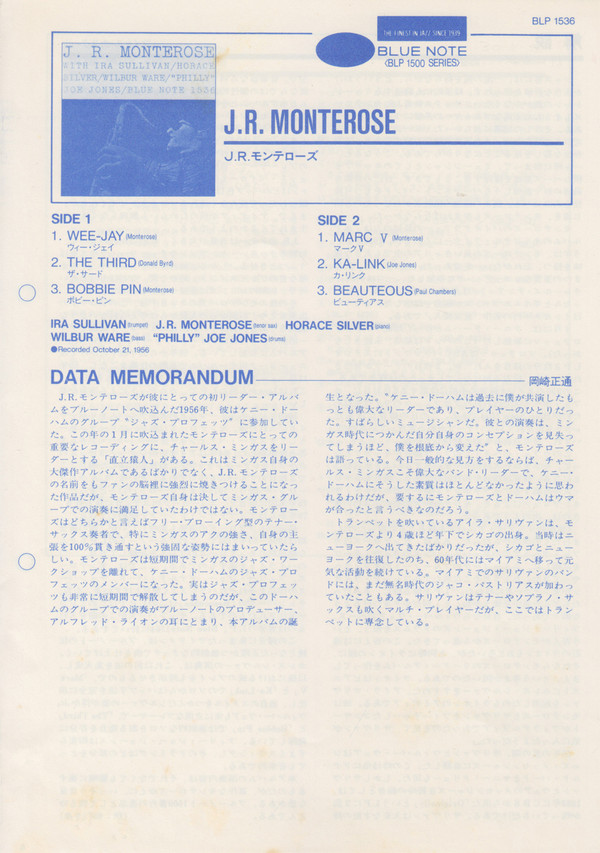 BLP 1536
THE FINEST IN JAZZ SINCE 1939
BLUE NOTE
〈BLP 1500 SERIES〉
J. R. MONTEROSE
WITH IRA SULLIVAN/HORACE
SILVER/WILBUR WARE/"PHILLY"
JOE JONES/BLUE NOTE 1536
J.R. MONTEROSE
J.R.モンテローズ
SIDE 1
1. WEE-JAY (Monterose)
ウィー・ジェイ
2. THE THIRD (Donald Byrd)
ザ・サード
3. BOBBIE PIN (Monterose)
ボビー・ピン
SIDE 2
1. MARC V (Monterose)
マークV
2. KA-LINK (Joe Jones)
カ・リンク
3. BEAUTEOUS (Paul Chambers)
ビューティアス
IRA SULLIVAN (trumpet) J.R. MONTEROSE (tenor sax) HORACE SILVER (piano)
WILBUR WARE (bass) "PHILLY" JOE JONES (drums)
●Recorded October 21, 1956
DATA MEMORANDUM
岡崎正通
J.R.モンテローズが彼にとっての初リーダー・アルバ
ムをブルーノートへ吹込んだ1956年、彼はケニー・ドー
ハムのグループ“ジャズ・プロフェッツ”に参加してい
た。この年の1月に吹込まれたモンテローズにとっての
重要なレコーディングに、チャールス・ミンガスをリー
ダーとする「直立猿人」がある。これはミンガス自身の
大傑作アルバムであるばかりでなく、J.R.モンテローズ
の名前をもファンの脳裡に強烈に焼きつけることになっ
た作品だが、モンテローズ自身は決してミンガス・グル
ープでの演奏に満足していたわけではない。モンテロー
ズはどちらかと言えばフリー・ブローイング型のテナー・
サックス奏者で、特にミンガスのアクの強さ、自身の主
張を100%貫き通すという強固な姿勢にはまいっていたら
しい。モンテローズは短期間でミンガスのジャズ・ワー
クショップを離れて、ケニー・ドーハムのジャズ・プロ
フェッツのメンバーになった。実はジャズ・プロフェッ
ツも非常に短期間で解散してしまうのだが、このドーハ
ムのグループでの演奏がブルーノートのプロデューサー、
アルフレッド・ライオンの耳にとまり、本アルバムの誕
生となった。“ケニー・ドーハムは過去に僕が共演したも
っとも偉大なリーダーであり、プレイヤーのひとりだっ
た。すばらしいミュージシャンだ。彼との演奏は、ミン
ガス時代につかんだ自分自身のコンセプションを見失っ
てしまうほど、僕を根底から変えた”と、モンテローズ
は語っている。今日一般的な見方をするならば、チャー
ルス・ミンガスこそ偉大なバンド・リーダーで、ケニー・
ドーハムにそうした素質はほとんどなかったように思わ
れるわけだが、要するにモンテローズとドーハムはウマ
が合ったと言うべきなのだろう。
トランペットを吹いているアイラ・サリヴァンは、モ
ンテローズより4歳ほど年下でシカゴの出身。当時はニ
ューヨークへ出てきたばかりだったが、シカゴとニュー
ヨークを往復したのち、60年代にはマイアミへ移って元
気な活動を続けている。マイアミでのサリヴァンのバン
ドには、まだ無名時代のジャコ・パストリアスが加わっ
ていたこともある。サリヴァンはテナーやソプラノ・サ
ックスも吹くマルチ・プレイヤーだが、ここではトラン
ペットに専念している。